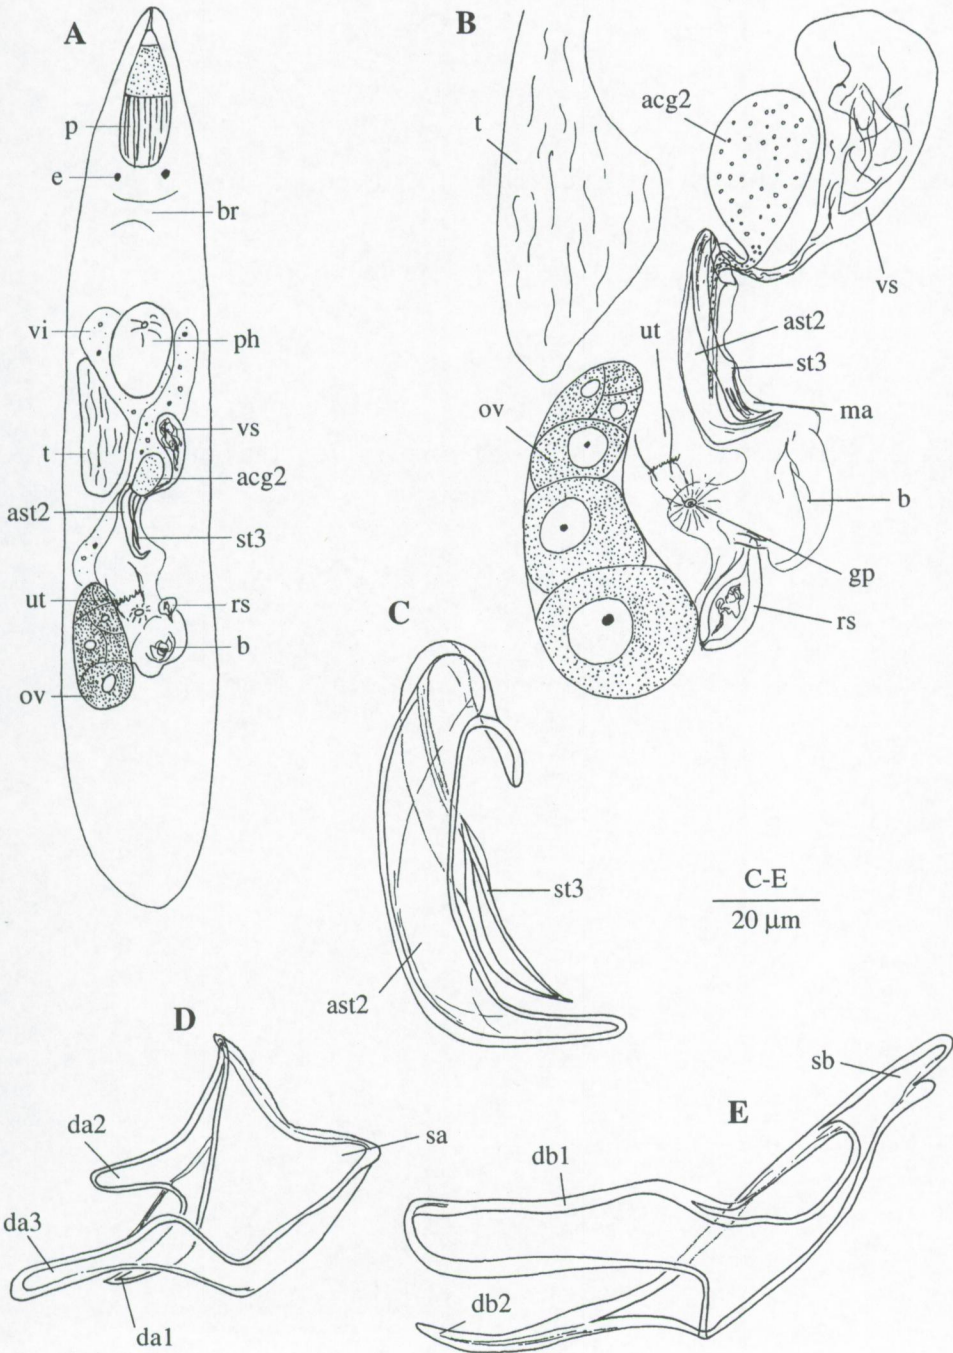 A
p
e
br
vi
ph
vs
t
acg2
ast2
st3
ut
rs
b
ov
B
acg2
t
vs
ast2
ut
st3
ov
ma
b
gp
rs
C
st3
ast2
C-E
20 µm
D
da2
sa
da3
da1
E
sb
db1
db2